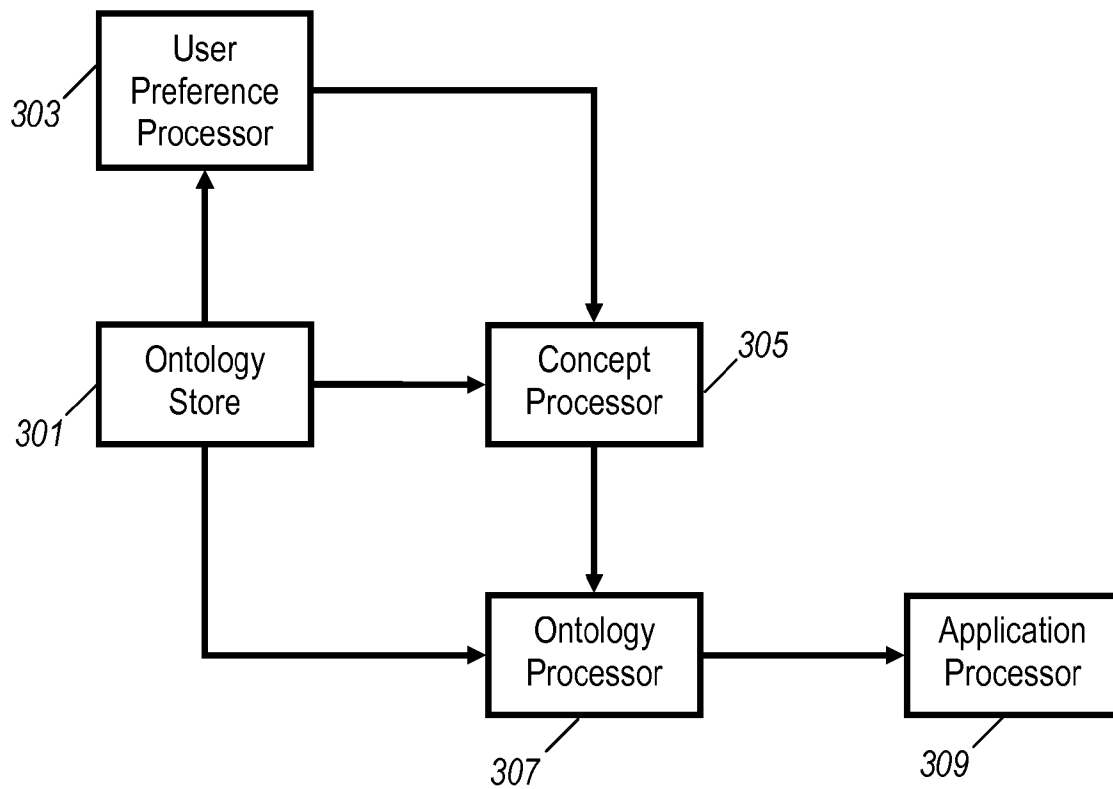 User
Preference
Processor
303
Ontology
Store
301
Concept
Processor
305
Ontology
Processor
307
Application
Processor
309